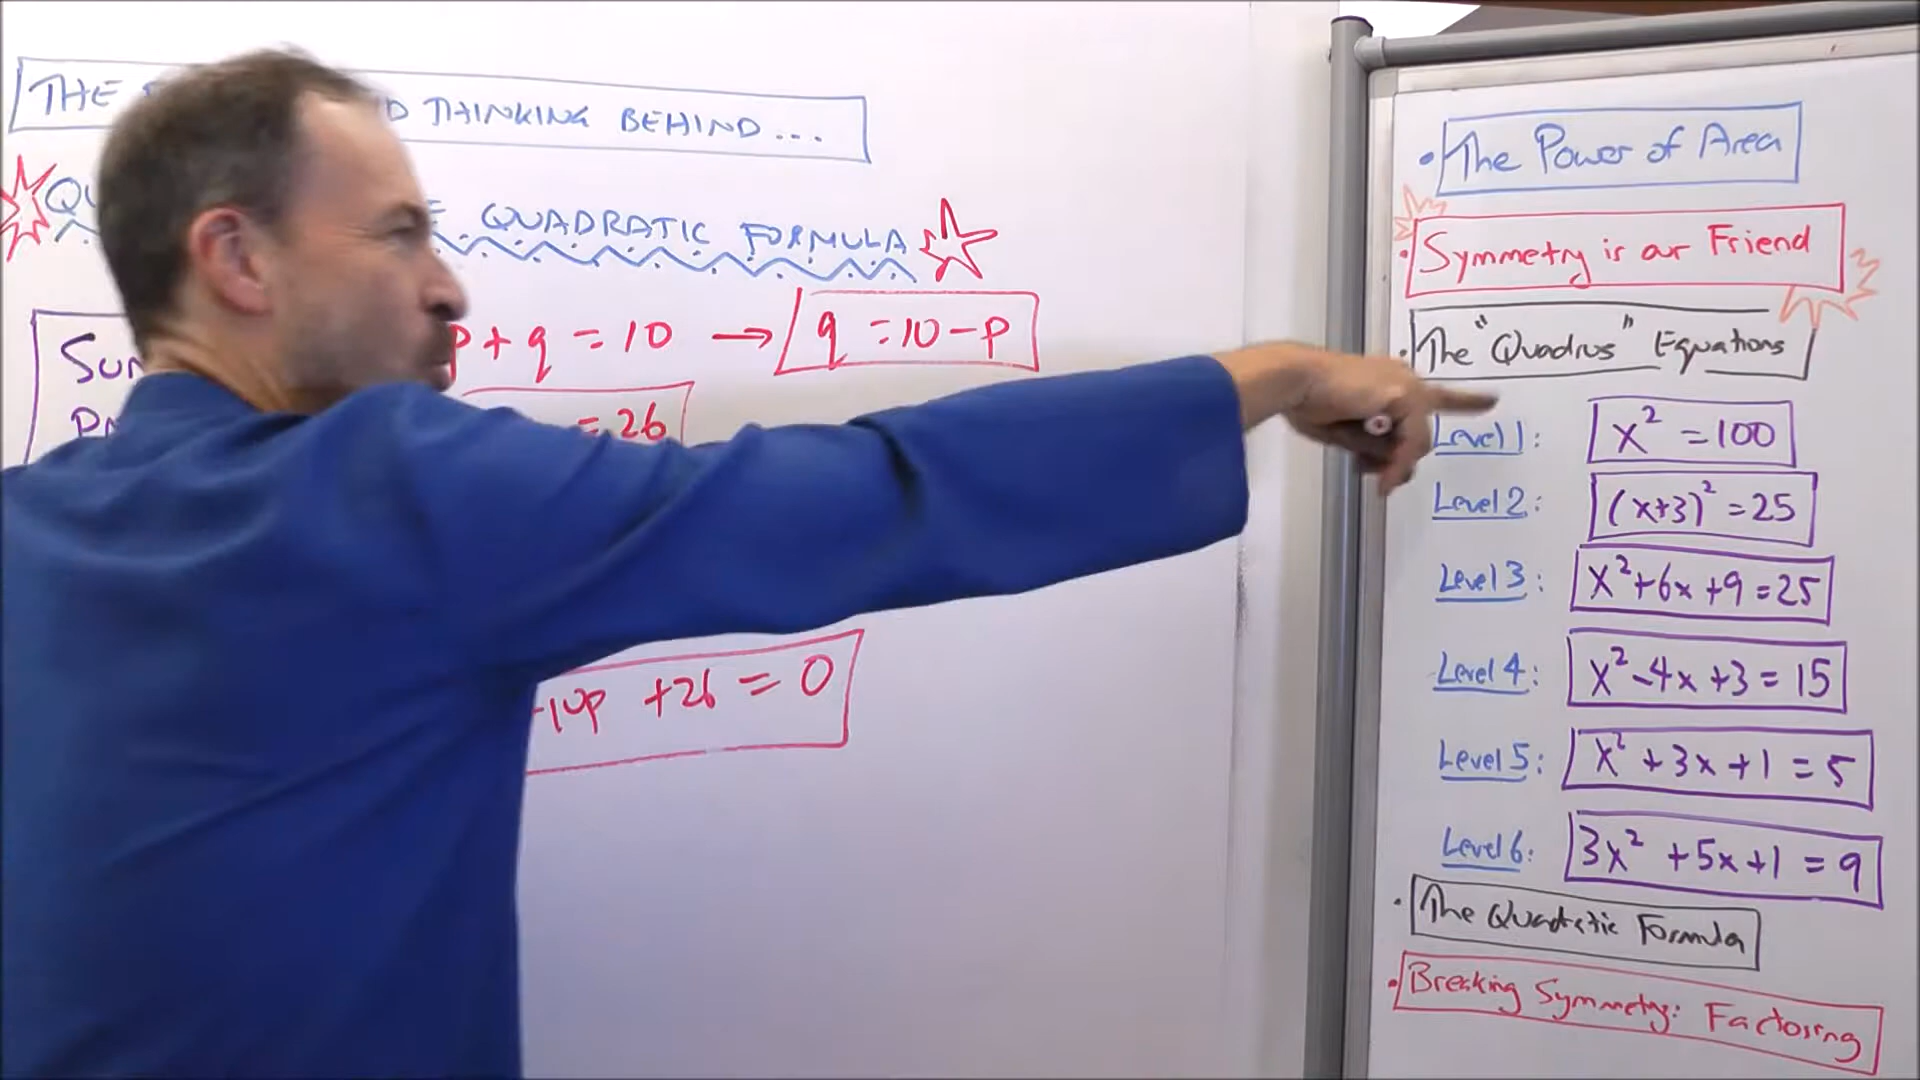 THE THINKING BEHIND...
QUADRATIC FORMULA
p + q = 10 → q = 10 - p
= 26
-10p +26 = 0
• The Power of Area
• Symmetry is our Friend
• The "Quadrus" Equations
Level 1: x² = 100
Level 2: (x+3)² = 25
Level 3: x²+6x+9=25
Level 4: x²-4x+3=15
Level 5: x²+3x+1=5
Level 6: 3x²+5x+1=9
• The Quadratic Formula
• Breaking Symmetry: Factoring